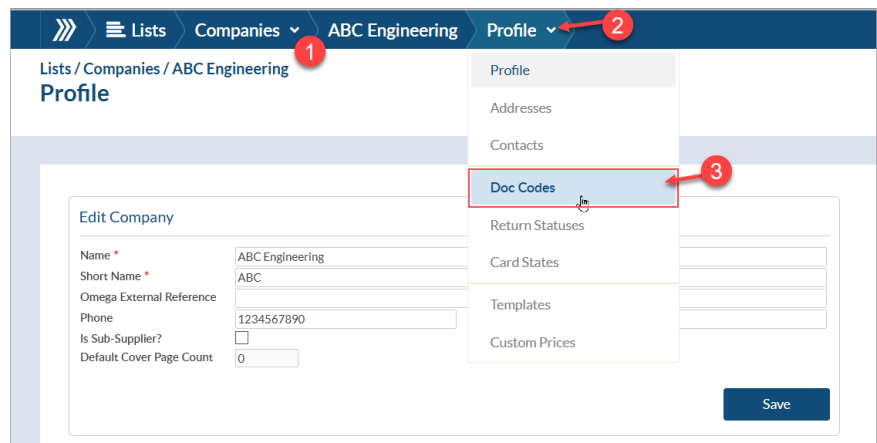 Lists Companies ABC Engineering Profile 2
1
Lists / Companies / ABC Engineering
Profile
Profile
Addresses
Contacts
Doc Codes 3
Return Statuses
Card States
Templates
Custom Prices
Edit Company
Name * ABC Engineering
Short Name * ABC
Omega External Reference
Phone 1234567890
Is Sub-Supplier?
Default Cover Page Count 0
Save